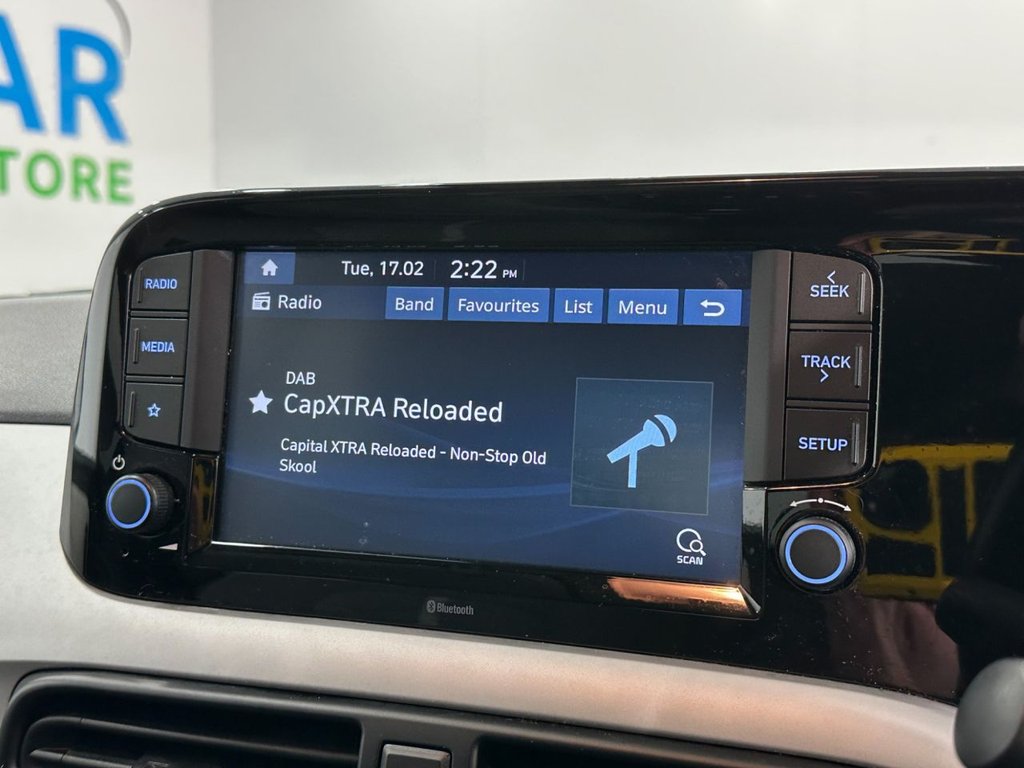 AR
TORE
RADIO
MEDIA
Tue, 17.02 2:22 PM
Radio Band Favourites List Menu
DAB
CapXTRA Reloaded
Capital XTRA Reloaded - Non-Stop Old
Skool
SCAN
SEEK
TRACK
SETUP
Bluetooth